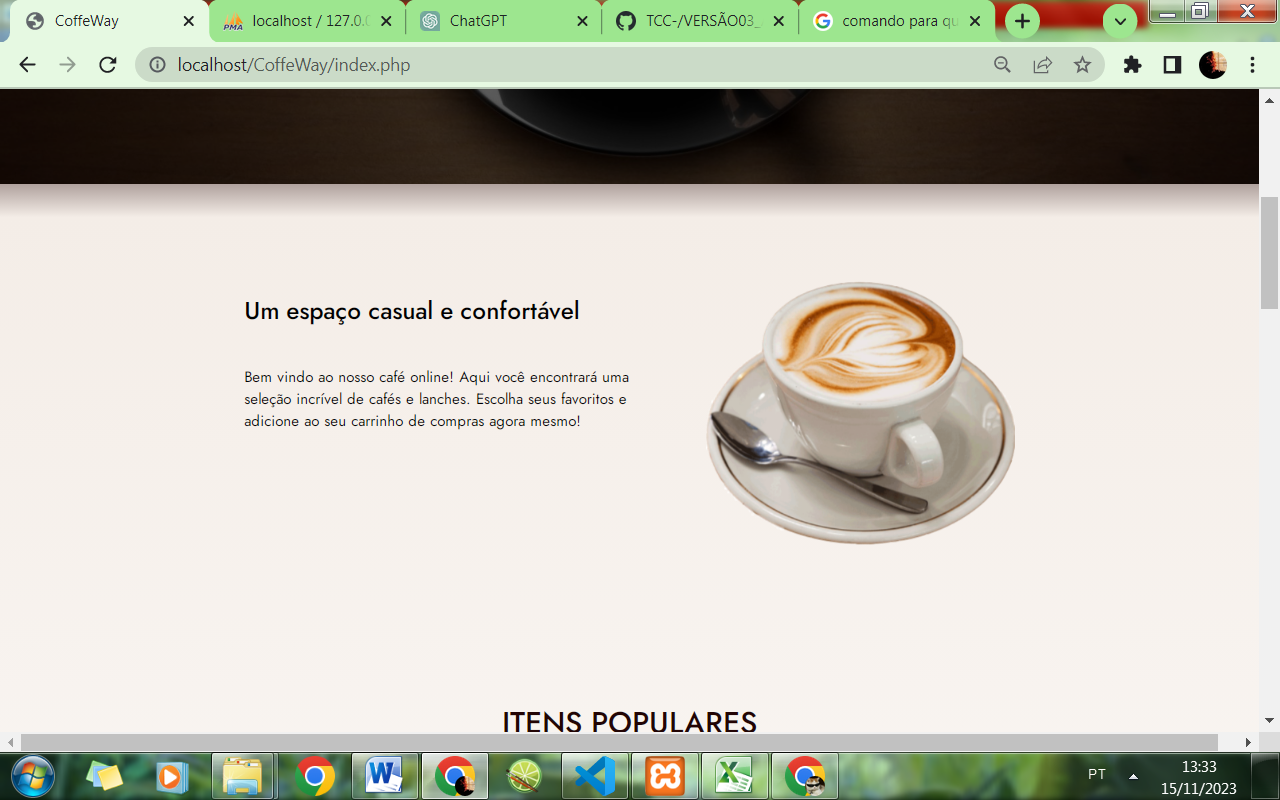 CoffeWay
localhost / 127.0.0
ChatGPT
TCC-/VERSÃO03_
comando para qu
localhost/CoffeWay/index.php
Um espaço casual e confortável
Bem vindo ao nosso café online! Aqui você encontrará uma
seleção incrível de cafés e lanches. Escolha seus favoritos e
adicione ao seu carrinho de compras agora mesmo!
ITENS POPULARES
PT
13:33
15/11/2023